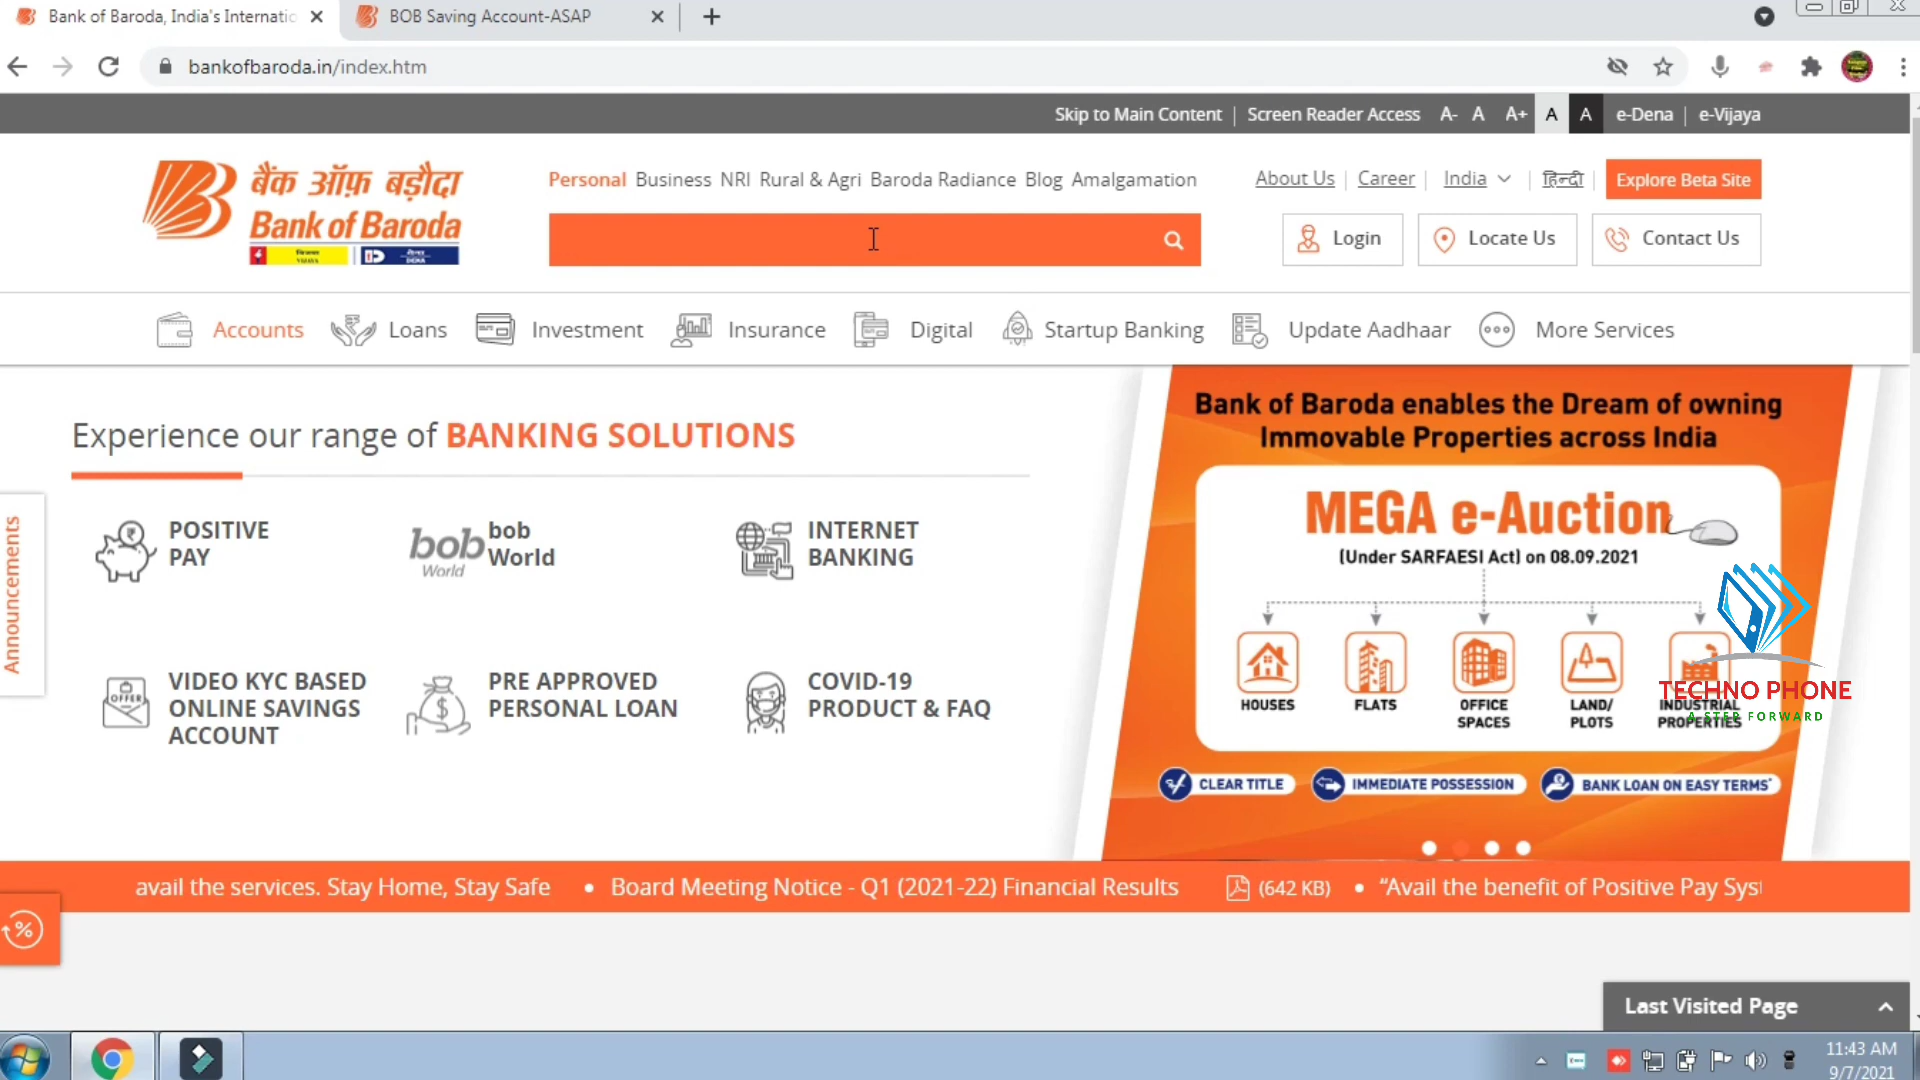 Bank of Baroda, India's Internatio
BOB Saving Account-ASAP
bankofbaroda.in/index.htm
Skip to Main Content | Screen Reader Access A- A A+ A A e-Dena | e-Vijaya
बैंक ऑफ़ बड़ौदा
Bank of Baroda
Personal Business NRI Rural & Agri Baroda Radiance Blog Amalgamation
About Us | Career | India | हिन्दी
Explore Beta Site
Login
Locate Us
Contact Us
Accounts
Loans
Investment
Insurance
Digital
Startup Banking
Update Aadhaar
More Services
Experience our range of BANKING SOLUTIONS
POSITIVE
PAY
bob
World
bob
World
INTERNET
BANKING
VIDEO KYC BASED
ONLINE SAVINGS
ACCOUNT
OFFER
PRE APPROVED
PERSONAL LOAN
COVID-19
PRODUCT & FAQ
Announcements
Bank of Baroda enables the Dream of owning
Immovable Properties across India
MEGA e-Auction
(Under SARFAESI Act) on 08.09.2021
HOUSES
FLATS
OFFICE
SPACES
LAND/
PLOTS
INDUSTRIAL
PROPERTIES
TECHNO PHONE
A STEP FORWARD
CLEAR TITLE
IMMEDIATE POSSESSION
BANK LOAN ON EASY TERMS*
avail the services. Stay Home, Stay Safe • Board Meeting Notice - Q1 (2021-22) Financial Results (642 KB) • “Avail the benefit of Positive Pay Sys
Last Visited Page
11:43 AM
9/7/2021